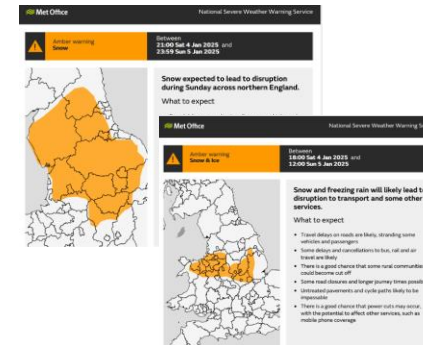 Met Office
National Severe Weather Warning Service
Amber warning
Snow
Between
21:00 Sat 4 Jan 2025 and
23:59 Sun 5 Jan 2025
Snow expected to lead to disruption
during Sunday across northern England.
What to expect
Met Office
National Severe Weather Warning Se
Amber warning
Snow & Ice
Between
18:00 Sat 4 Jan 2025 and
12:00 Sun 5 Jan 2025
Snow and freezing rain will likely lead to
disruption to transport and some other
services.
What to expect
Travel delays on roads are likely, stranding some
vehicles and passengers
Some delays and cancellations to bus, rail and air
travel are likely
There is a good chance that some rural communities
could become cut off
Some road closures and longer journey times possible
Untreated pavements and cycle paths likely to be
impassable
There is a good chance that power cuts may occur,
with the potential to affect other services, such as
mobile phone coverage